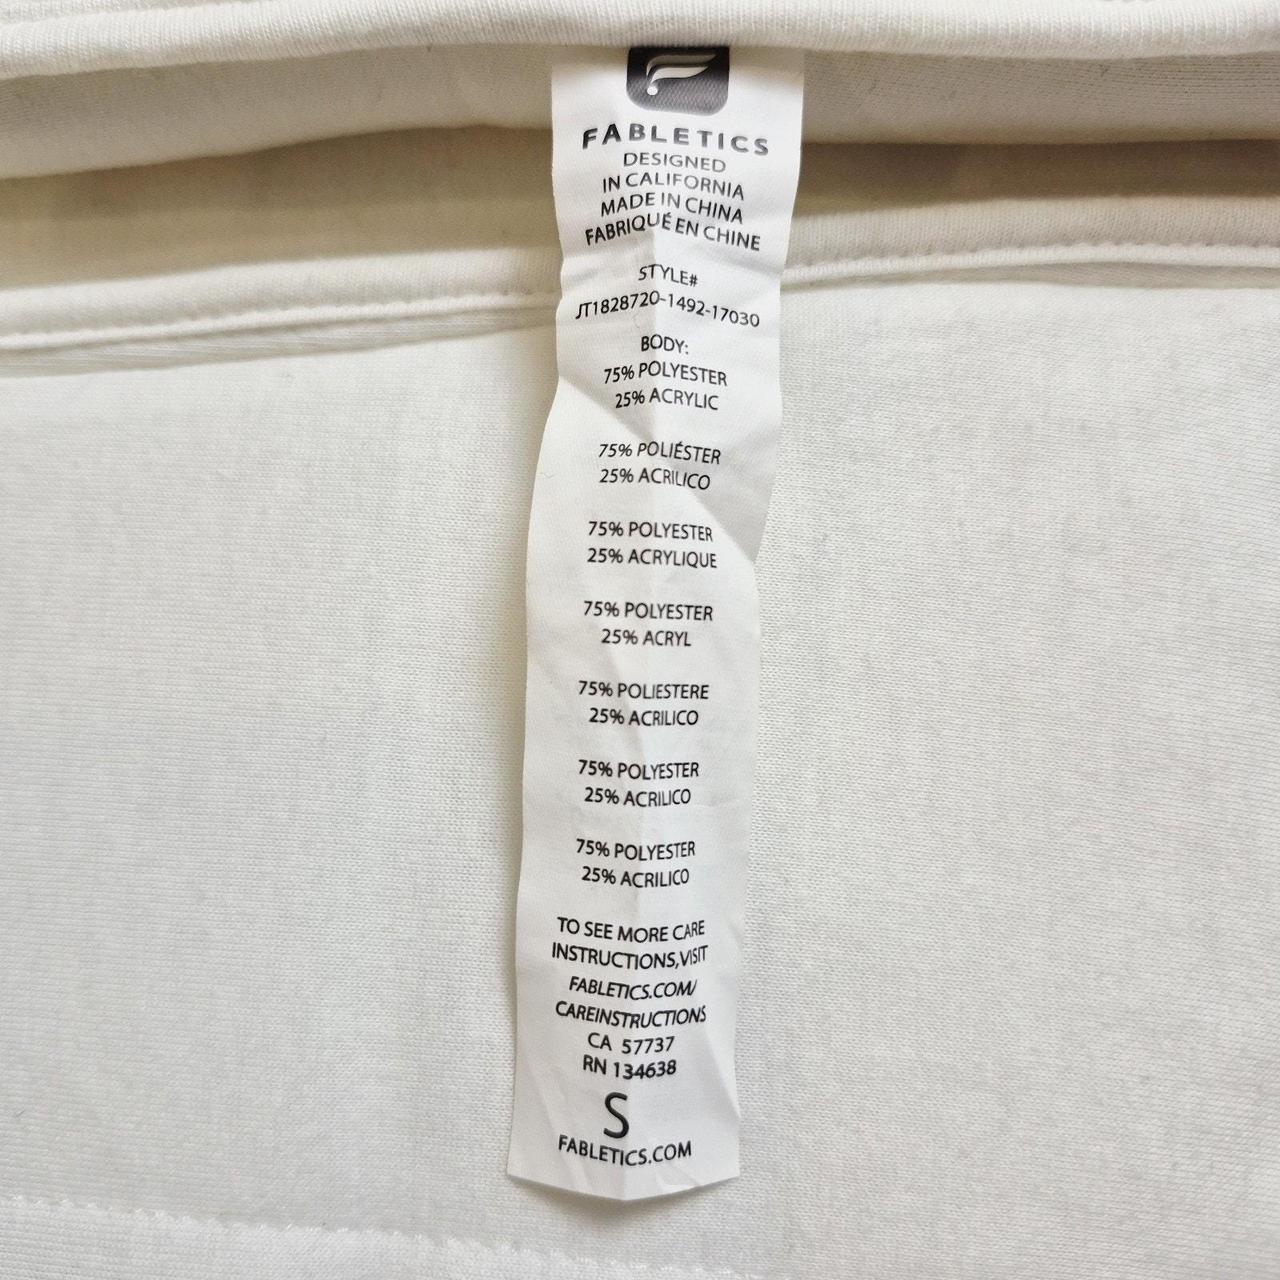 FABLETICS
DESIGNED
IN CALIFORNIA
MADE IN CHINA
FABRIQUÉ EN CHINE
STYLE#
JT1828720-1492-17030
BODY:
75% POLYESTER
25% ACRYLIC
75% POLIÉSTER
25% ACRILICO
75% POLYESTER
25% ACRYLIQUE
75% POLYESTER
25% ACRYL
75% POLIESTERE
25% ACRILICO
75% POLYESTER
25% ACRILICO
75% POLYESTER
25% ACRILICO
TO SEE MORE CARE
INSTRUCTIONS,VISIT
FABLETICS.COM/
CAREINSTRUCTIONS
CA 57737
RN 134638
S
FABLETICS.COM